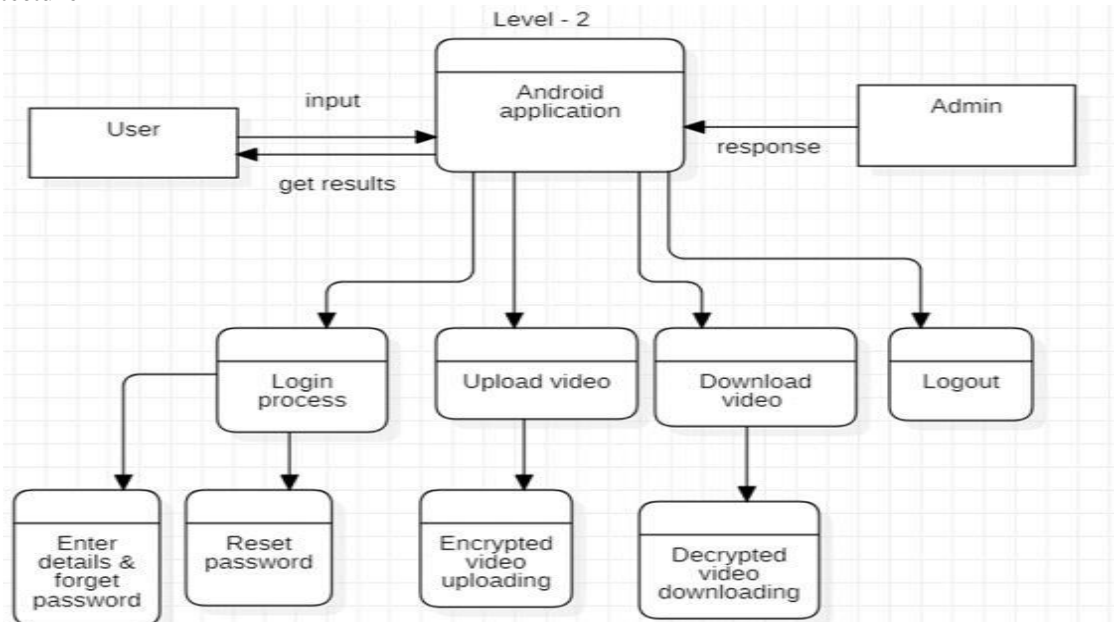 Level - 2
input
User
Android
application
Admin
response
get results
Login
process
Upload video
Download
video
Logout
Enter
details &
forget
password
Reset
password
Encrypted
video
uploading
Decrypted
video
downloading